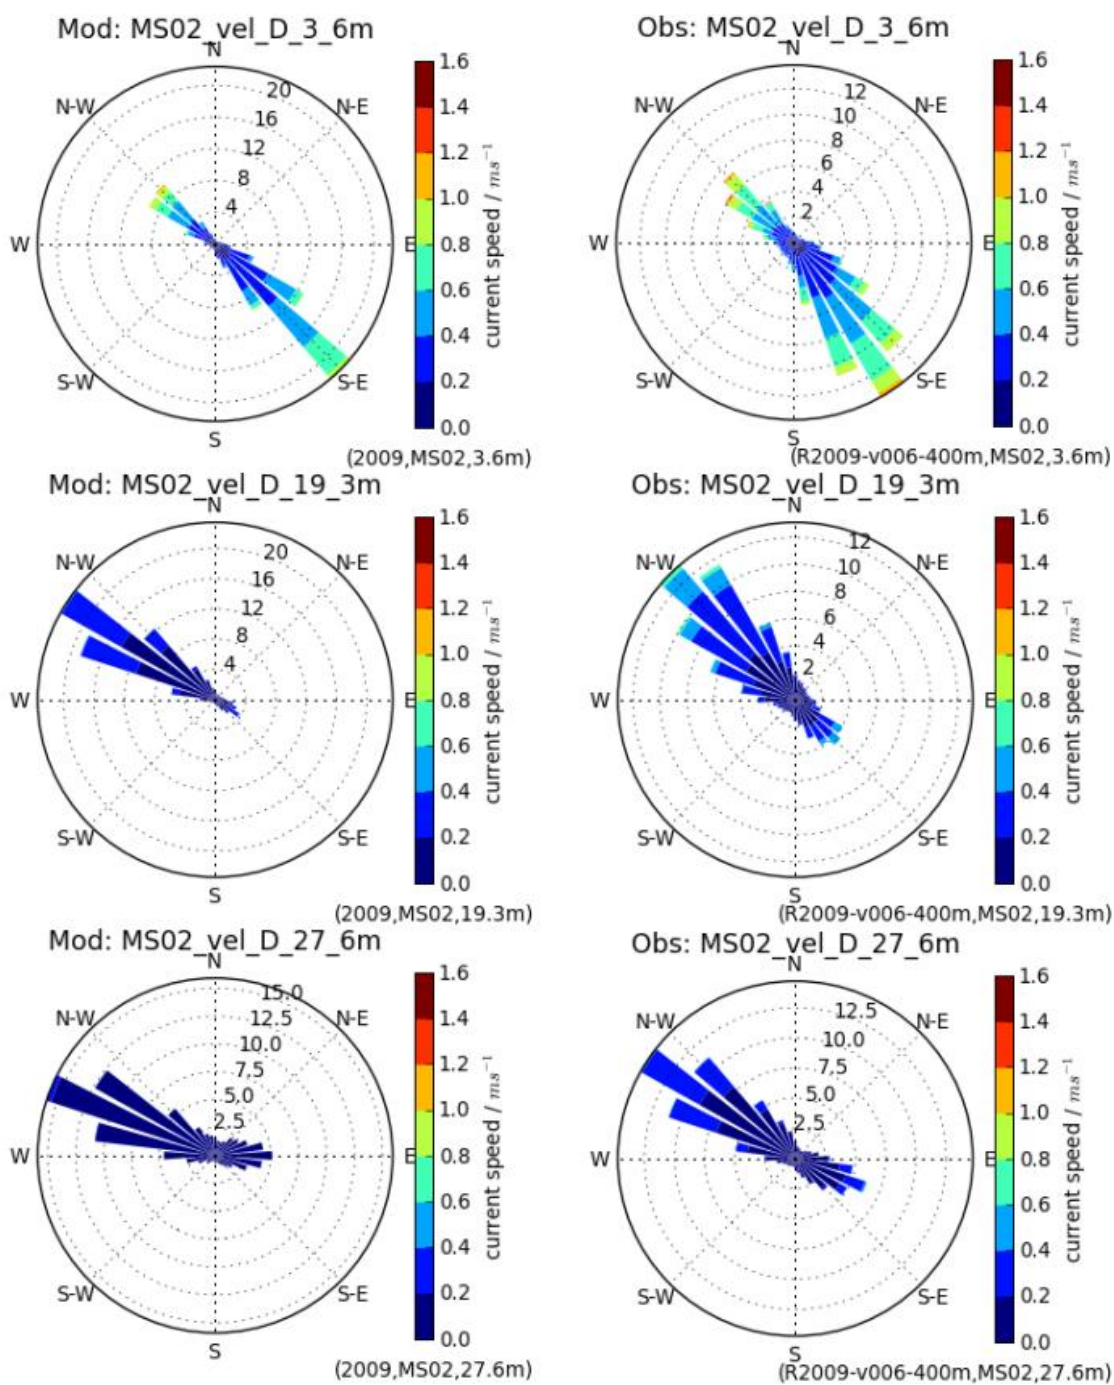 Mod: MS02_vel_D_3_6m
N
N-W
N-E
W
E
S-W
S-E
S
20
16
12
8
4
1.6
1.4
1.2
1.0
0.8
0.6
0.4
0.2
0.0
current speed / ms⁻¹
(2009,MS02,3.6m)
Obs: MS02_vel_D_3_6m
N
N-W
N-E
W
E
S-W
S-E
S
12
10
8
6
4
2
1.6
1.4
1.2
1.0
0.8
0.6
0.4
0.2
0.0
current speed / ms⁻¹
(R2009-v006-400m,MS02,3.6m)
Mod: MS02_vel_D_19_3m
N
N-W
N-E
W
E
S-W
S-E
S
20
16
12
8
4
1.6
1.4
1.2
1.0
0.8
0.6
0.4
0.2
0.0
current speed / ms⁻¹
(2009,MS02,19.3m)
Obs: MS02_vel_D_19_3m
N
N-W
N-E
W
E
S-W
S-E
S
12
10
8
6
4
2
1.6
1.4
1.2
1.0
0.8
0.6
0.4
0.2
0.0
current speed / ms⁻¹
(R2009-v006-400m,MS02,19.3m)
Mod: MS02_vel_D_27_6m
N
N-W
N-E
W
E
S-W
S-E
S
15.0
12.5
10.0
7.5
5.0
2.5
1.6
1.4
1.2
1.0
0.8
0.6
0.4
0.2
0.0
current speed / ms⁻¹
(2009,MS02,27.6m)
Obs: MS02_vel_D_27_6m
N
N-W
N-E
W
E
S-W
S-E
S
12.5
10.0
7.5
5.0
2.5
1.6
1.4
1.2
1.0
0.8
0.6
0.4
0.2
0.0
current speed / ms⁻¹
(R2009-v006-400m,MS02,27.6m)